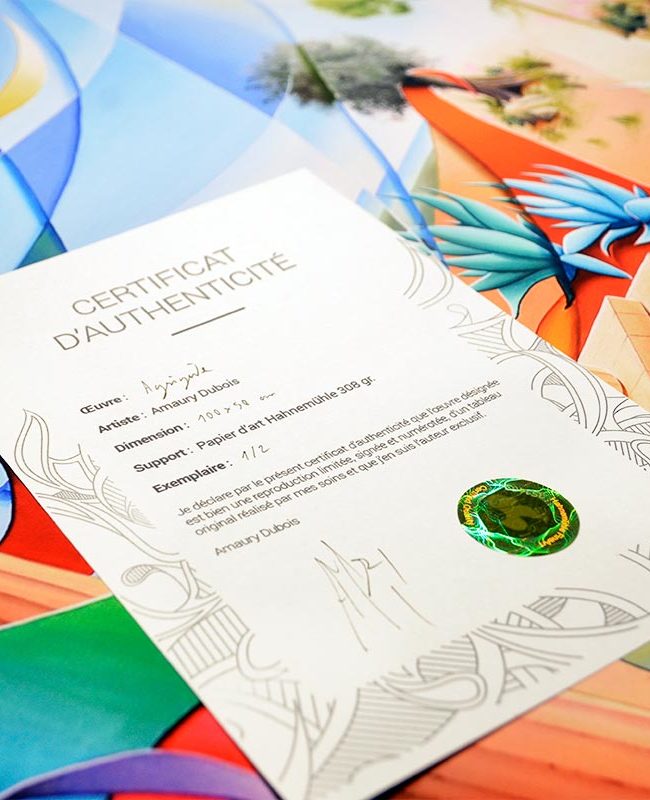 CERTIFICAT
D'AUTHENTICITÉ
Œuvre : Agrigente
Artiste : Amaury Dubois
Dimension : 100 x 50 cm
Support : Papier d'art Hahnemühle 308 gr.
Exemplaire : 1/2
Je déclare par le présent certificat d'authenticité que l'œuvre désignée
est bien une reproduction limitée, signée et numérotée, d'un tableau
original réalisé par mes soins et que j'en suis l'auteur exclusif.
Amaury Dubois